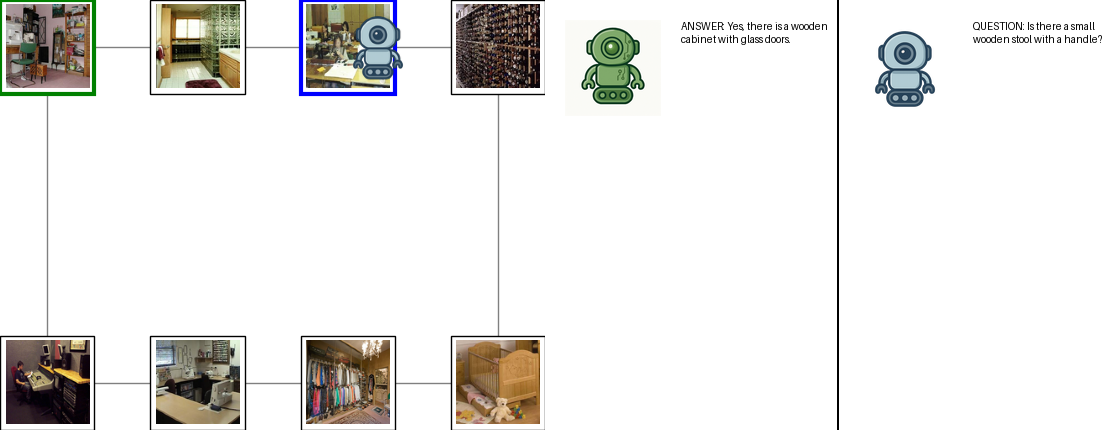 ANSWER: Yes, there is a wooden
cabinet with glass doors.
QUESTION: Is there a small
wooden stool with a handle?